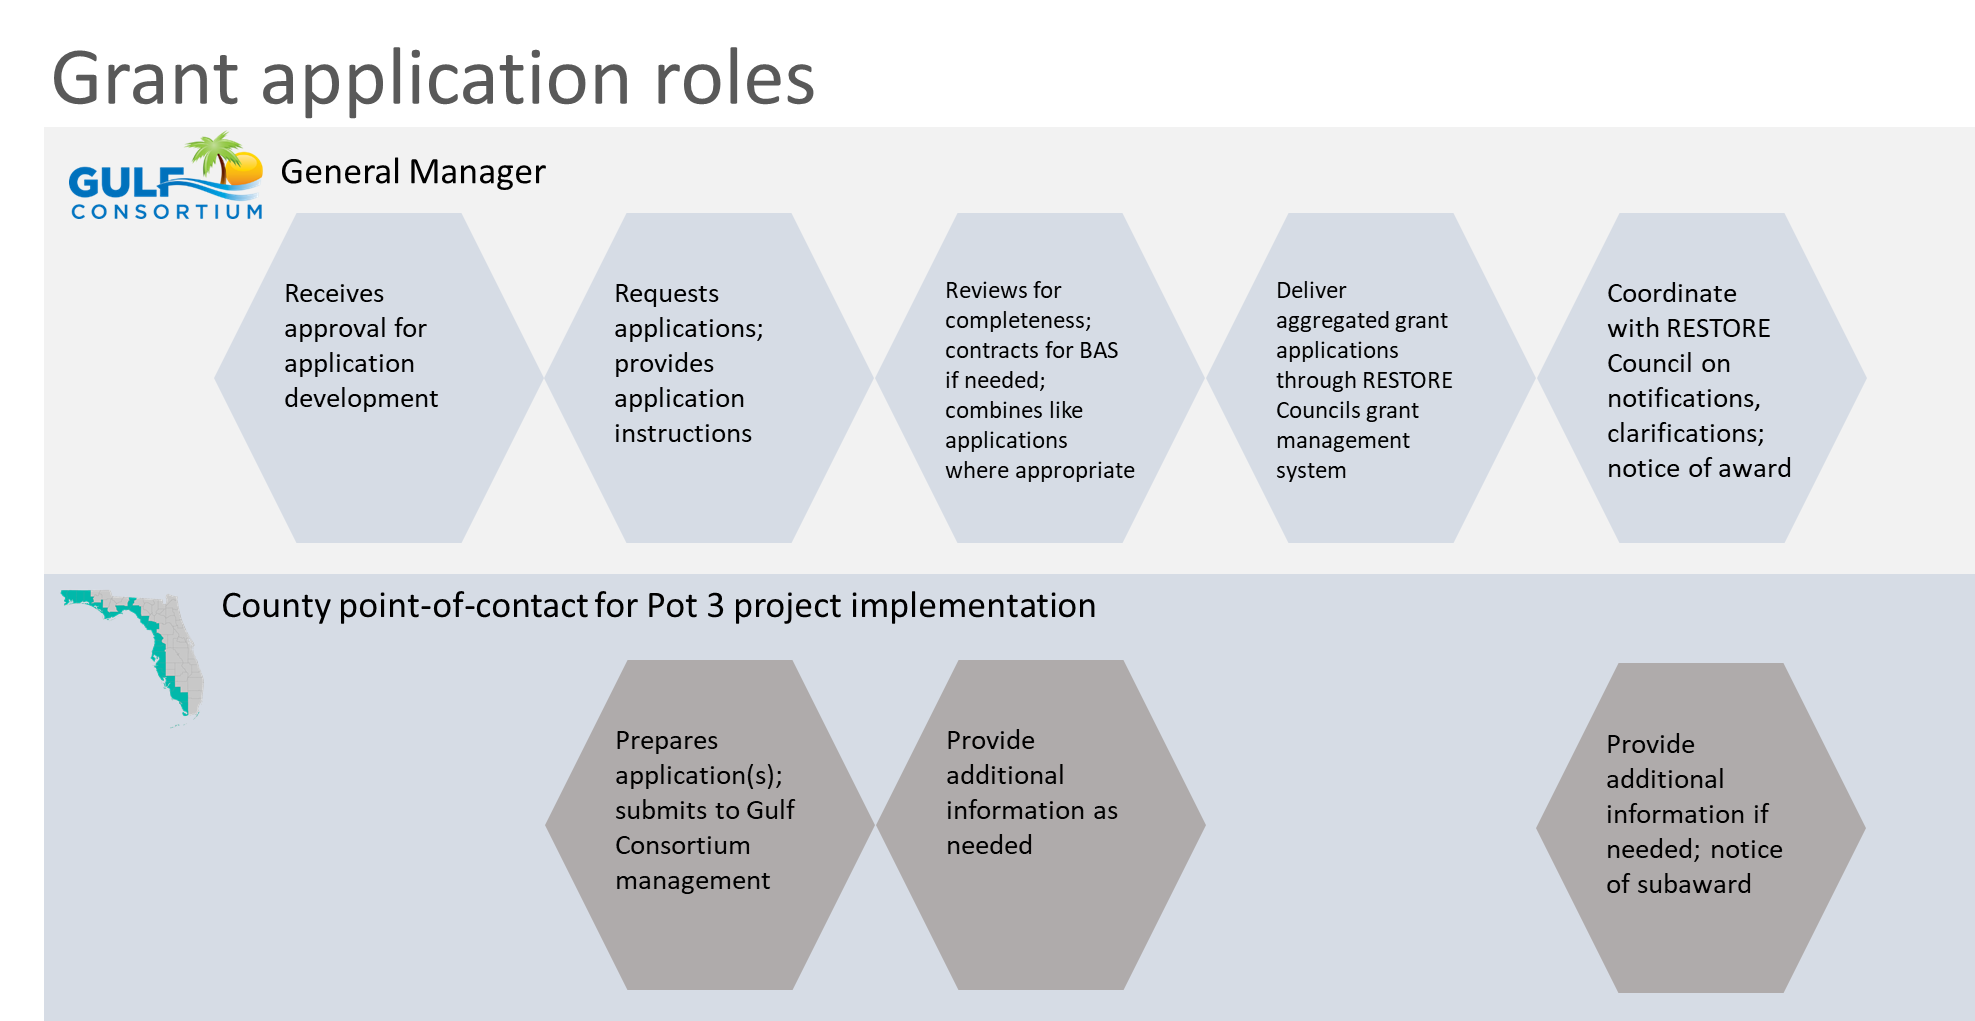 Grant application roles
GULF
CONSORTIUM
General Manager
Receives
approval for
application
development
Requests
applications;
provides
application
instructions
Reviews for
completeness;
contracts for BAS
if needed;
combines like
applications
where appropriate
Deliver
aggregated grant
applications
through RESTORE
Councils grant
management
system
Coordinate
with RESTORE
Council on
notifications,
clarifications;
notice of award
County point-of-contact for Pot 3 project implementation
Prepares
application(s);
submits to Gulf
Consortium
management
Provide
additional
information as
needed
Provide
additional
information if
needed; notice
of subaward